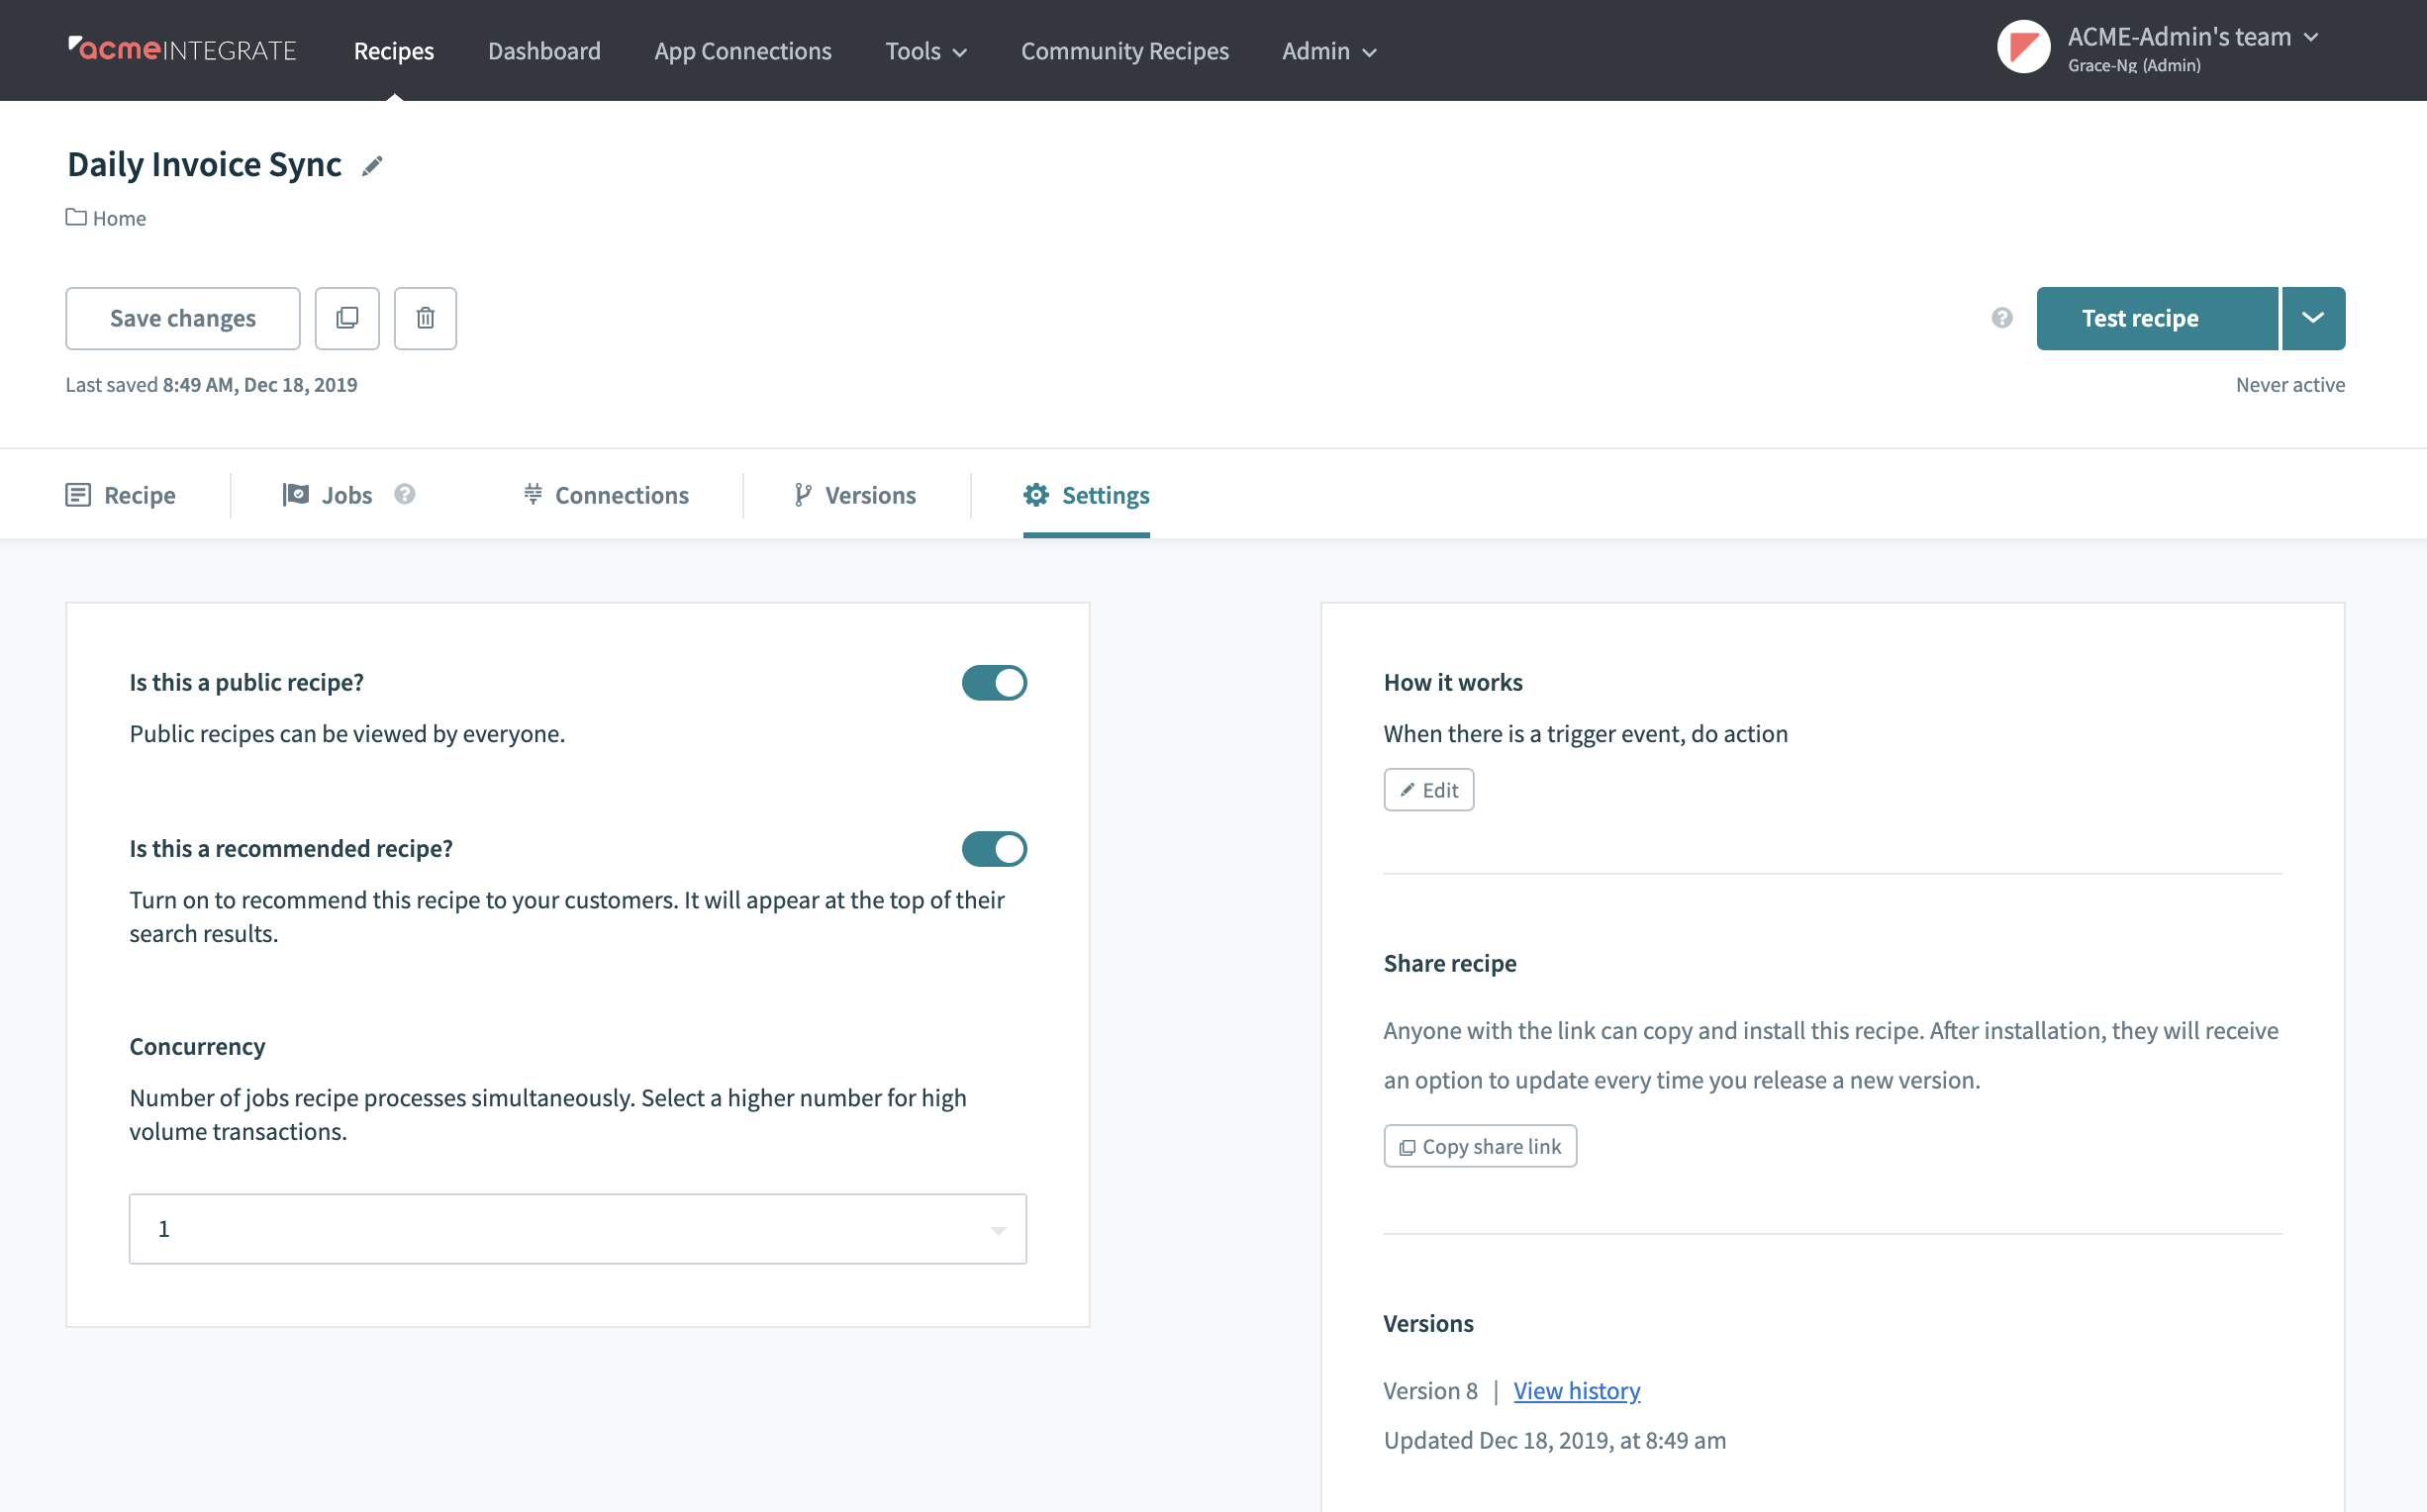 acmeINTEGRATE Recipes Dashboard App Connections Tools Community Recipes Admin ACME-Admin's team
Grace-Ng (Admin)
Daily Invoice Sync
Home
Save changes
? Test recipe
Last saved 8:49 AM, Dec 18, 2019
Never active
Recipe Jobs ? Connections Versions Settings
Is this a public recipe?
Public recipes can be viewed by everyone.
Is this a recommended recipe?
Turn on to recommend this recipe to your customers. It will appear at the top of their
search results.
Concurrency
Number of jobs recipe processes simultaneously. Select a higher number for high
volume transactions.
1
How it works
When there is a trigger event, do action
Edit
Share recipe
Anyone with the link can copy and install this recipe. After installation, they will receive
an option to update every time you release a new version.
Copy share link
Versions
Version 8 | View history
Updated Dec 18, 2019, at 8:49 am